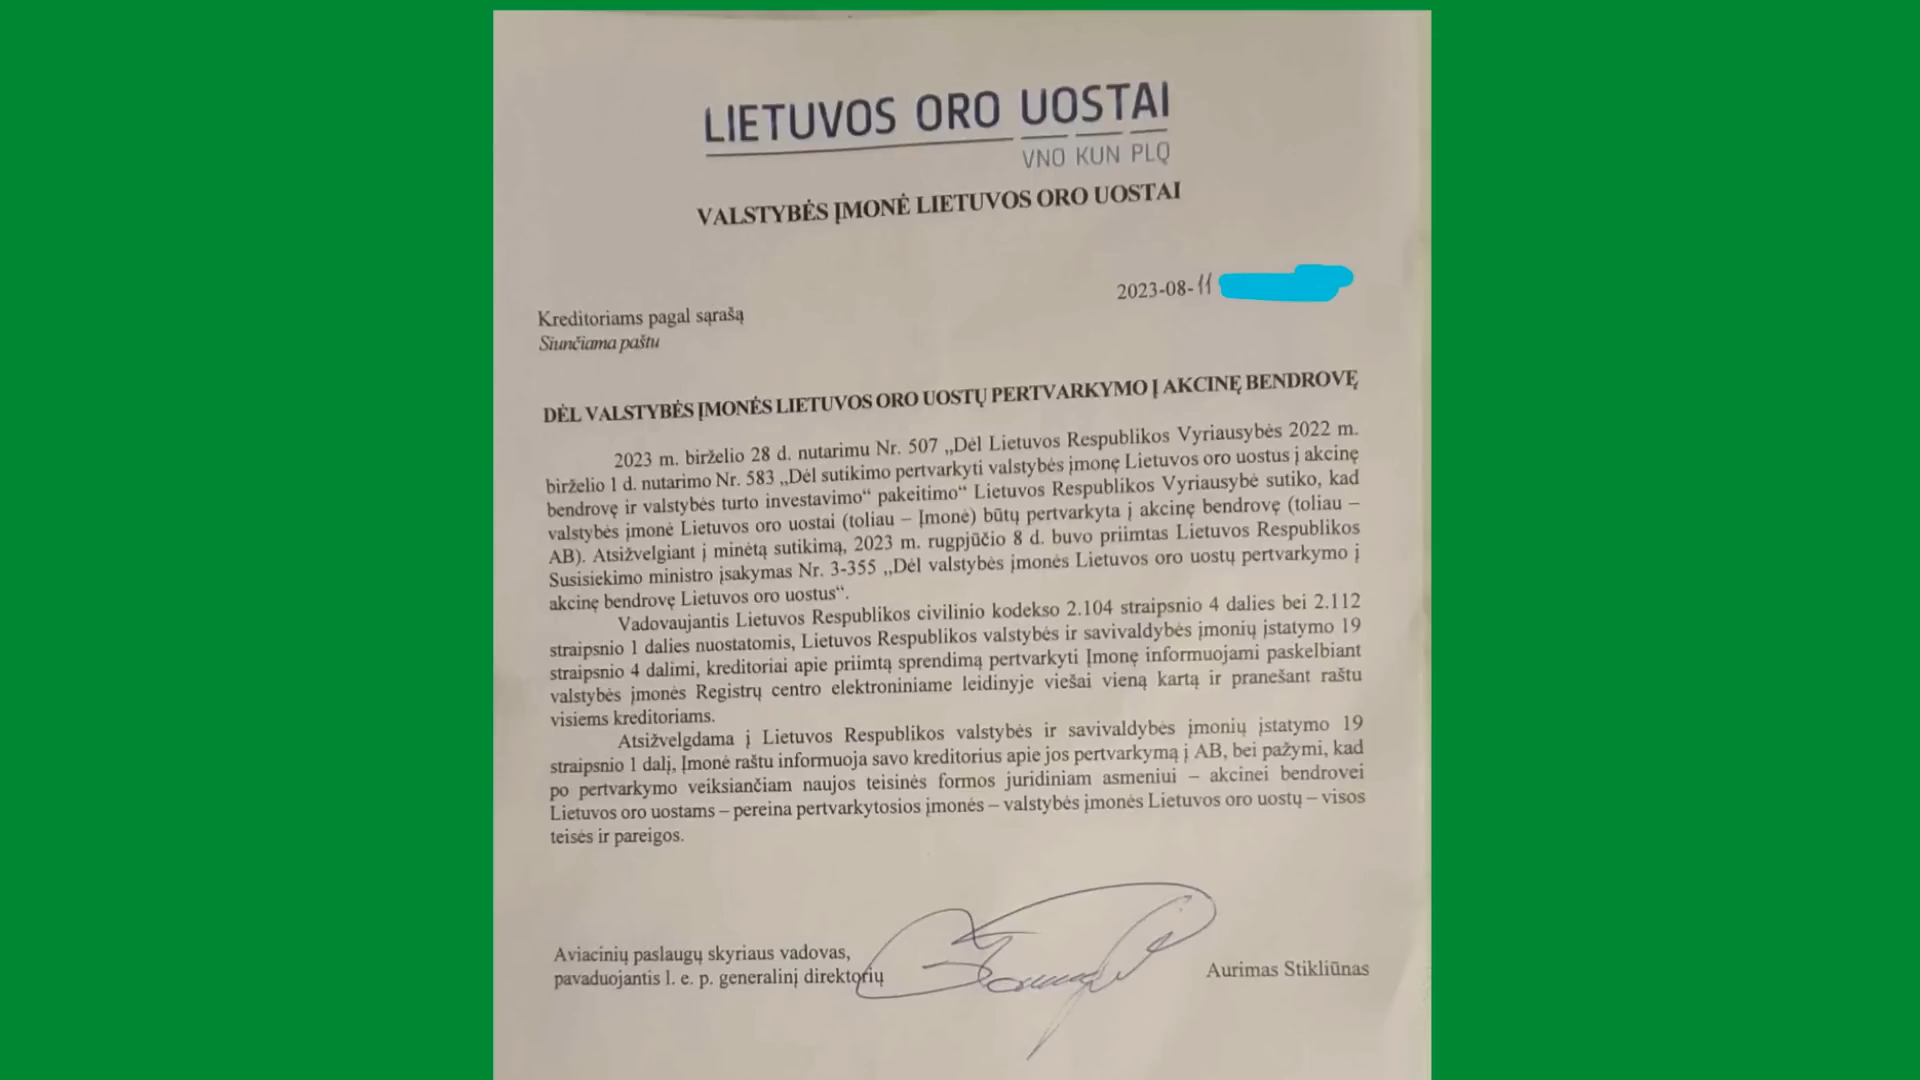 LIETUVOS ORO UOSTAI
VNO KUN PLQ
VALSTYBĖS ĮMONĖ LIETUVOS ORO UOSTAI
2023-08-11
Kreditoriams pagal sąrašą
Siunčiama paštu
DĖL VALSTYBĖS ĮMONĖS LIETUVOS ORO UOSTŲ PERTVARKYMO Į AKCINĘ BENDROVĘ
2023 m. birželio 28 d. nutarimu Nr. 507 „Dėl Lietuvos Respublikos Vyriausybės 2022 m.
birželio 1 d. nutarimo Nr. 583 „Dėl sutikimo pertvarkyti valstybės įmonę Lietuvos oro uostus į akcinę
bendrovę ir valstybės turto investavimo“ pakeitimo“ Lietuvos Respublikos Vyriausybė sutiko, kad
valstybės įmonė Lietuvos oro uostai (toliau – Įmonė) būtų pertvarkyta į akcinę bendrovę (toliau –
AB). Atsižvelgiant į minėtą sutikimą, 2023 m. rugpjūčio 8 d. buvo priimtas Lietuvos Respublikos
Susisiekimo ministro įsakymas Nr. 3-355 „Dėl valstybės įmonės Lietuvos oro uostų pertvarkymo į
akcinę bendrovę Lietuvos oro uostus“.
Vadovaujantis Lietuvos Respublikos civilinio kodekso 2.104 straipsnio 4 dalies bei 2.112
straipsnio 1 dalies nuostatomis, Lietuvos Respublikos valstybės ir savivaldybės įmonių įstatymo 19
straipsnio 4 dalimi, kreditoriai apie priimtą sprendimą pertvarkyti Įmonę informuojami paskelbiant
valstybės įmonės Registrų centro elektroniniame leidinyje viešai vieną kartą ir pranešant raštu
visiems kreditoriams.
Atsižvelgdama į Lietuvos Respublikos valstybės ir savivaldybės įmonių įstatymo 19
straipsnio 1 dalį, Įmonė raštu informuoja savo kreditorius apie jos pertvarkymą į AB, bei pažymi, kad
po pertvarkymo veiksiančiam naujos teisinės formos juridiniam asmeniui – akcinei bendrovei
Lietuvos oro uostams – pereina pertvarkytosios įmonės – valstybės įmonės Lietuvos oro uostų – visos
teisės ir pareigos.
Aviacinių paslaugų skyriaus vadovas,
pavaduojantis l. e. p. generalinį direktorių
Aurimas Stikliūnas